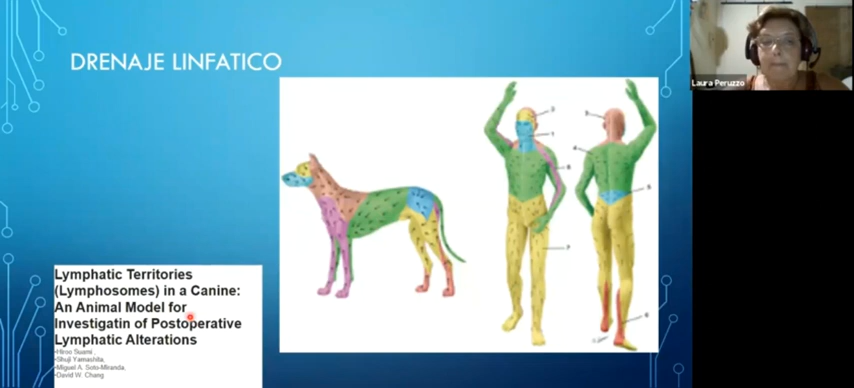 DRENAJE LINFATICO
Laura Peruzzo
Lymphatic Territories
(Lymphosomes) in a Canine:
An Animal Model for
Investigatin of Postoperative
Lymphatic Alterations
•Hiroo Suami,
•Shuji Yamashita,
•Miguel A. Soto-Miranda,
•David W. Chang